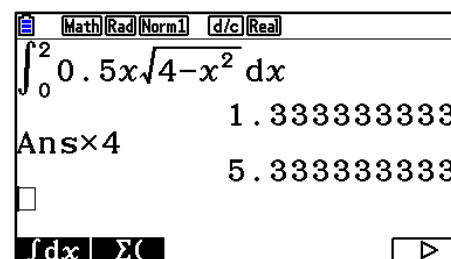 Math Rad Norm1 d/c Real
∫₀² 0.5x√4−x² dx
1.333333333
Ans×4
5.333333333
∫dx Σ( ▷